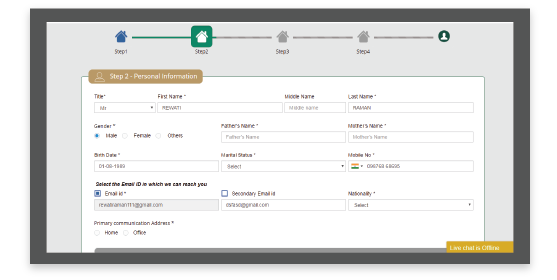 Step1 Step2 Step3 Step4
Step 2 - Personal Information
Title* First Name * Middle Name Last Name *
Mr REWATI Middle name RAMAN
Gender * Father's Name * Mother's Name *
Male Female Others Father's Name Mother's Name
Birth Date * Marital Status * Mobile No *
01-08-1989 Select 096768 68695
Select the Email ID in which we can reach you
Email id * Secondary Email id Nationality *
rewatiraman111@gmail.com dsfasd@gmail.com Select
Primary communication Address *
Home Office
Live chat is Offline